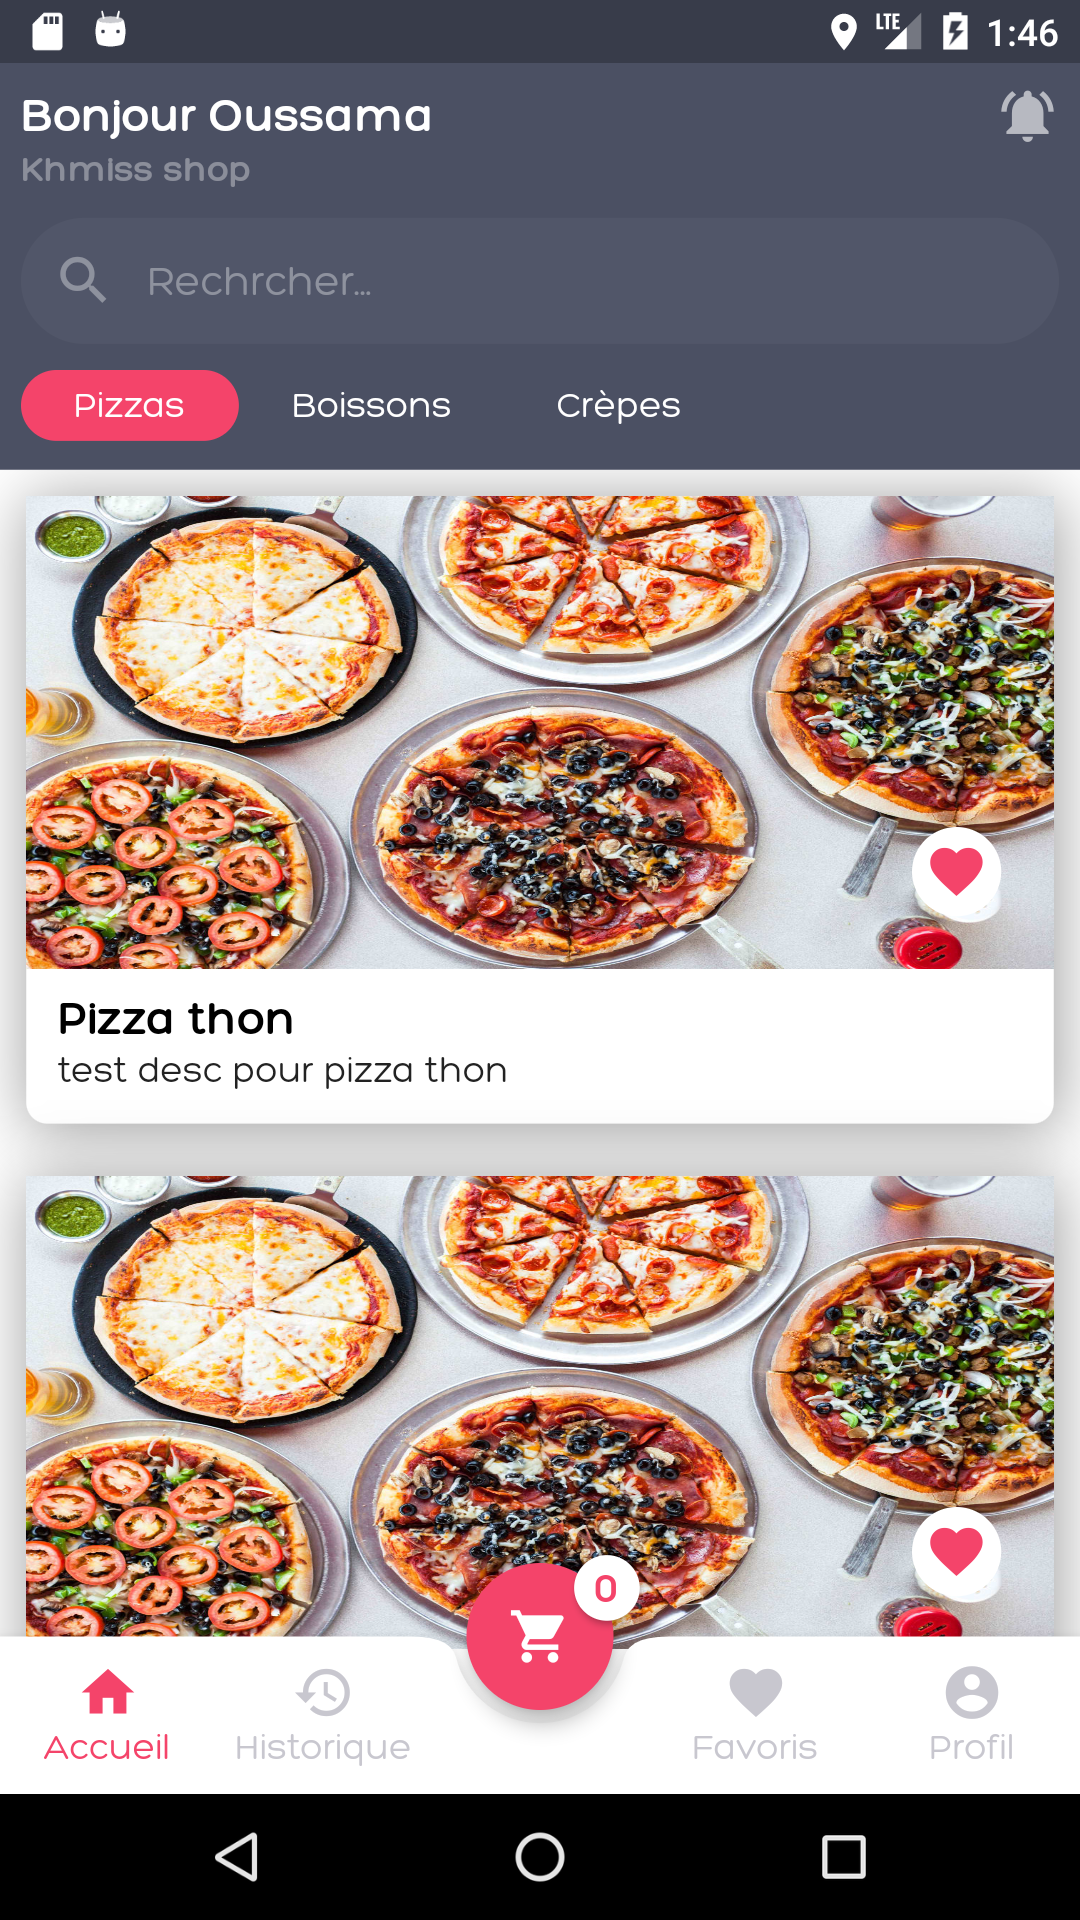 LTE 1:46
Bonjour Oussama
Khmiss shop
Rechrcher...
Pizzas Boissons Crèpes
Pizza thon
test desc pour pizza thon
0
Accueil Historique Favoris Profil